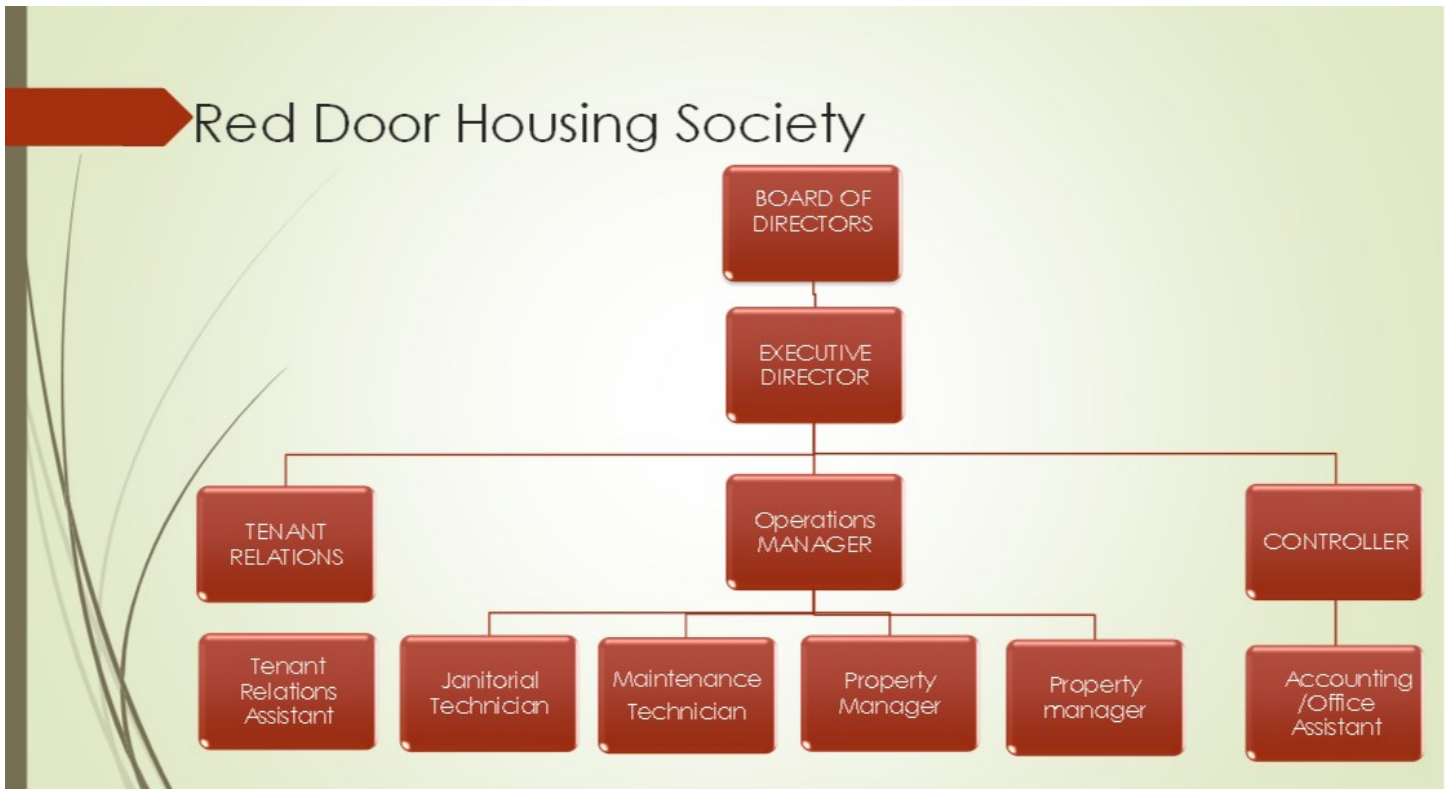 Red Door Housing Society
BOARD OF
DIRECTORS
EXECUTIVE
DIRECTOR
TENANT
RELATIONS
Operations
MANAGER
CONTROLLER
Tenant
Relations
Assistant
Janitorial
Technician
Maintenance
Technician
Property
Manager
Property
manager
Accounting
/Office
Assistant